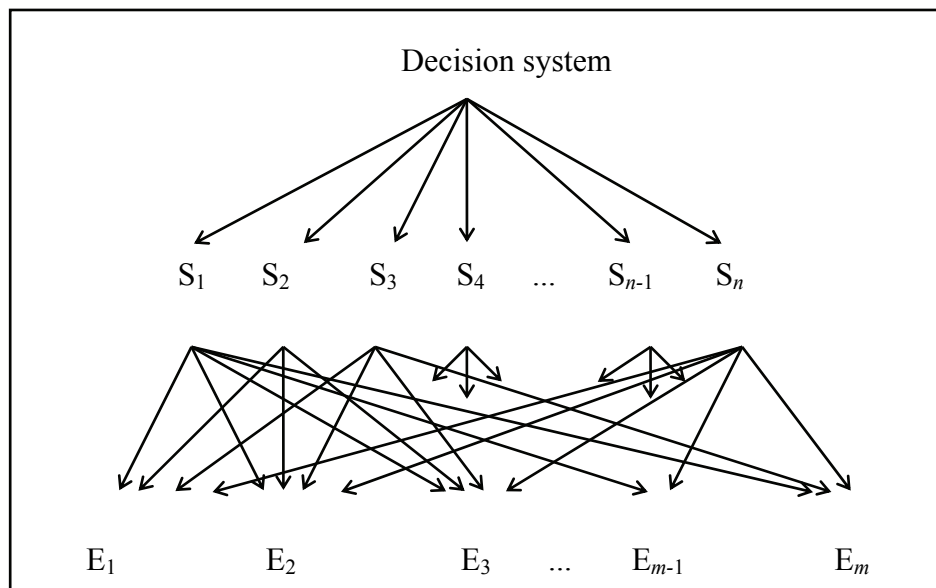 Decision system
S₁ S₂ S₃ S₄ ... Sₙ₋₁ Sₙ
E₁ E₂ E₃ ... Eₘ₋₁ Eₘ